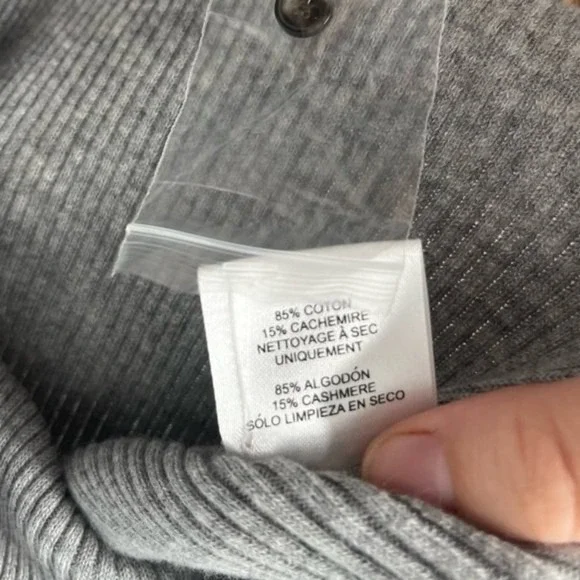 85% COTON
15% CACHEMIRE
NETTOYAGE À SEC
UNIQUEMENT
85% ALGODÓN
15% CASHMERE
SÓLO LIMPIEZA EN SECO